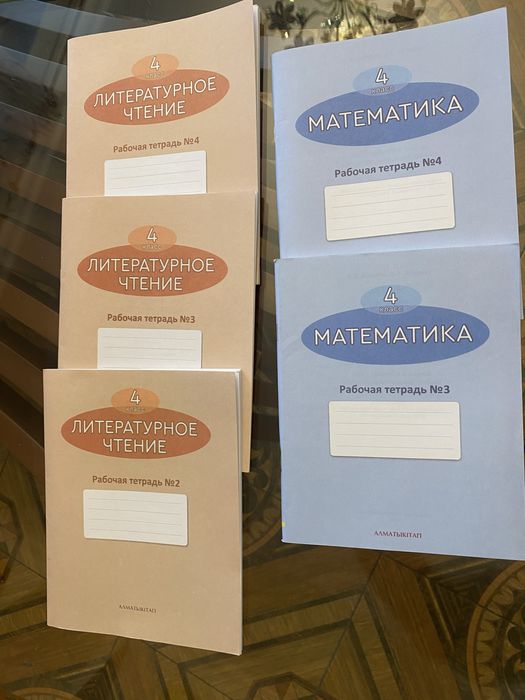 4
класс
ЛИТЕРАТУРНОЕ
ЧТЕНИЕ
Рабочая тетрадь №4
4
класс
ЛИТЕРАТУРНОЕ
ЧТЕНИЕ
Рабочая тетрадь №3
4
класс
ЛИТЕРАТУРНОЕ
ЧТЕНИЕ
Рабочая тетрадь №2
АЛМАТЫКІТАП
4
класс
МАТЕМАТИКА
Рабочая тетрадь №4
4
класс
МАТЕМАТИКА
Рабочая тетрадь №3
АЛМАТЫКІТАП